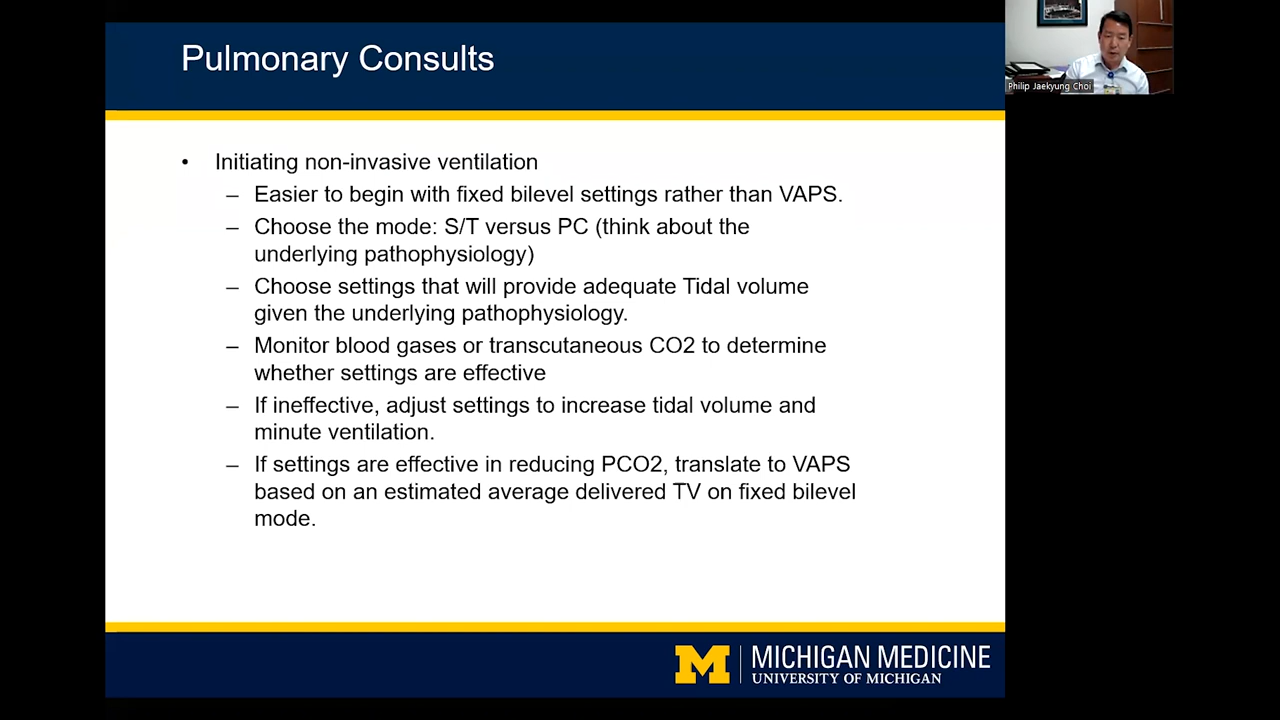 Pulmonary Consults
Philip Jaekyung Choi
• Initiating non-invasive ventilation
– Easier to begin with fixed bilevel settings rather than VAPS.
– Choose the mode: S/T versus PC (think about the
underlying pathophysiology)
– Choose settings that will provide adequate Tidal volume
given the underlying pathophysiology.
– Monitor blood gases or transcutaneous CO2 to determine
whether settings are effective
– If ineffective, adjust settings to increase tidal volume and
minute ventilation.
– If settings are effective in reducing PCO2, translate to VAPS
based on an estimated average delivered TV on fixed bilevel
mode.
M
MICHIGAN MEDICINE
UNIVERSITY OF MICHIGAN